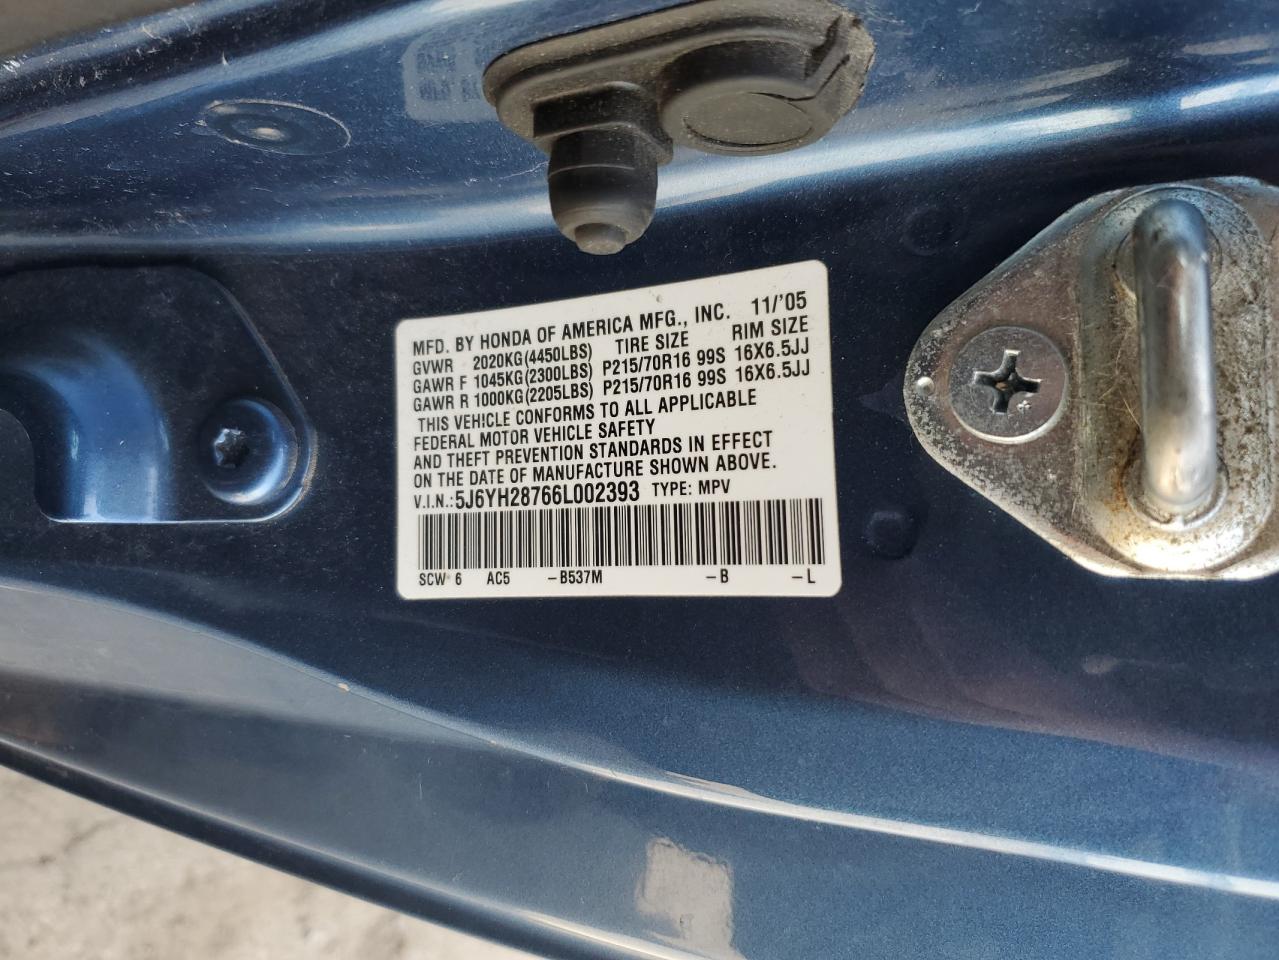 MFD. BY HONDA OF AMERICA MFG., INC. 11/'05
GVWR 2020KG(4450LBS) TIRE SIZE RIM SIZE
GAWR F 1045KG(2300LBS) P215/70R16 99S 16X6.5JJ
GAWR R 1000KG(2205LBS) P215/70R16 99S 16X6.5JJ
THIS VEHICLE CONFORMS TO ALL APPLICABLE
FEDERAL MOTOR VEHICLE SAFETY
AND THEFT PREVENTION STANDARDS IN EFFECT
ON THE DATE OF MANUFACTURE SHOWN ABOVE.
V.I.N.:5J6YH28766L002393 TYPE: MPV
SCW 6 AC5 –B537M –B –L